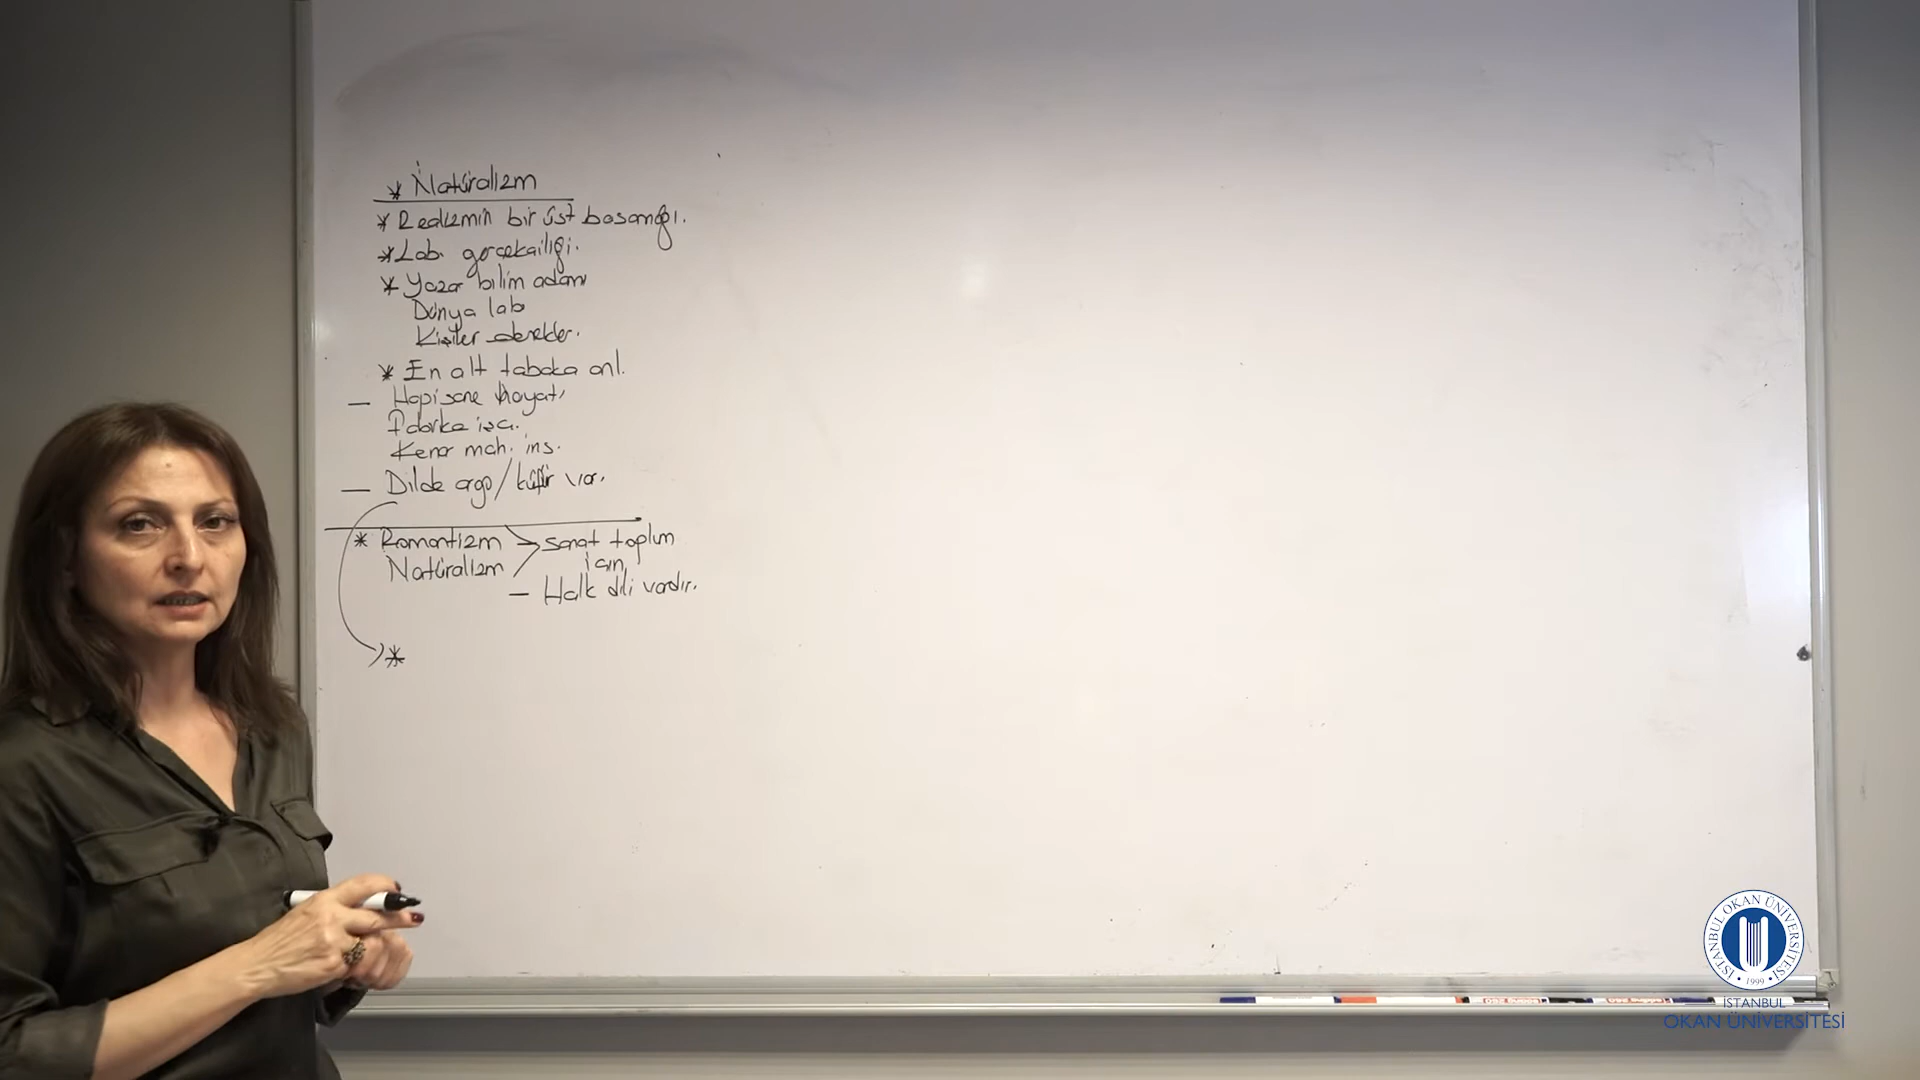 * Natüralizm
* Realizmin bir üst basamağı.
* Lab. gerçekçiliği.
* Yazar bilim adamı
Dünya lab
Kişiler denekler.
* En alt tabaka anl.
— Hapisane hayatı
Fabrika işçi.
Kenar mah. ins.
— Dilde argo/küfür var.
* Romantizm > sanat toplum
Natüralizm için
— Halk dili vardır.
*
İSTANBUL OKAN ÜNİVERSİTESİ
1999
İSTANBUL
OKAN ÜNİVERSİTESİ